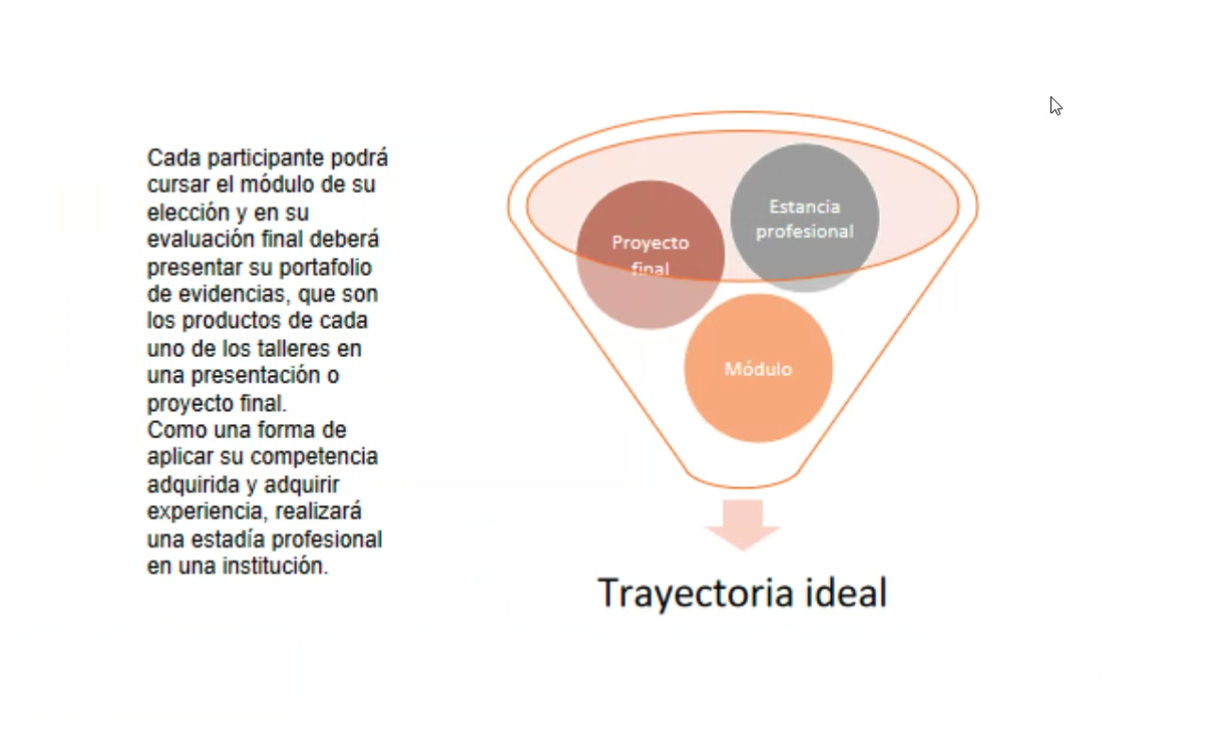 Cada participante podrá
cursar el módulo de su
elección y en su
evaluación final deberá
presentar su portafolio
de evidencias, que son
los productos de cada
uno de los talleres en
una presentación o
proyecto final.
Como una forma de
aplicar su competencia
adquirida y adquirir
experiencia, realizará
una estadía profesional
en una institución.
Estancia
profesional
Proyecto
final
Módulo
Trayectoria ideal